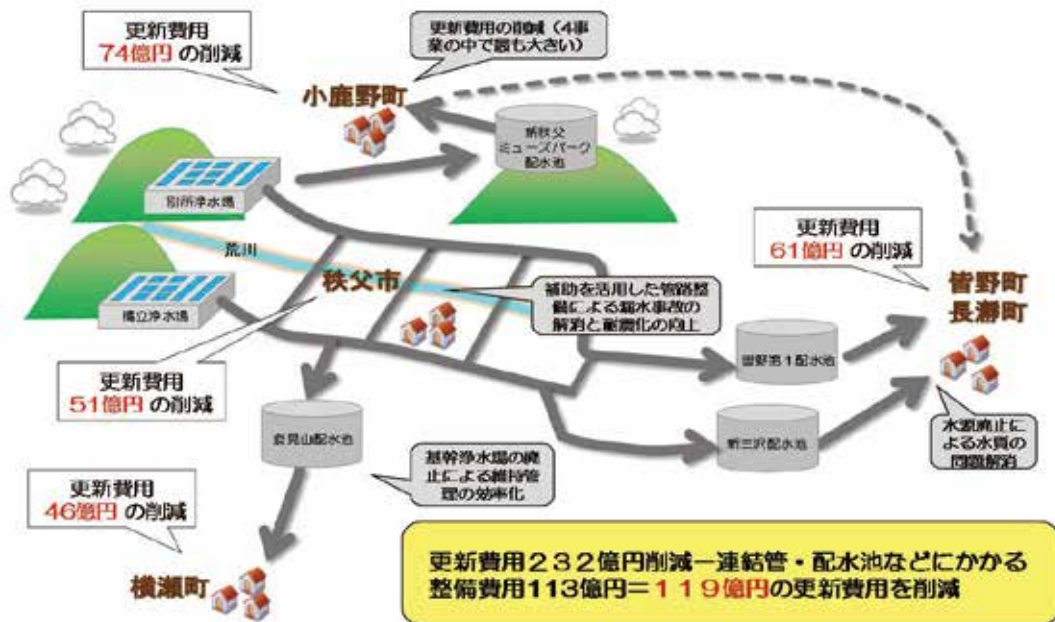 更新費用
74億円 の削減
更新費用の削減（4事
業の中で最も大きい）
小鹿野町
新秩父
ミューズパーク
配水池
別所浄水場
荒川
秩父市
橋立浄水場
補助を活用した管路整
備による漏水事故の
解消と耐震化の向上
更新費用
61億円 の削減
皆野町
長瀞町
更新費用
51億円 の削減
皆野第1配水池
姿見山配水池
新三沢配水池
水源廃止に
よる水質の
問題解消
基幹浄水場の廃
止による維持管
理の効率化
更新費用
46億円 の削減
横瀬町
更新費用232億円削減－連結管・配水池などにかかる
整備費用113億円＝119億円の更新費用を削減